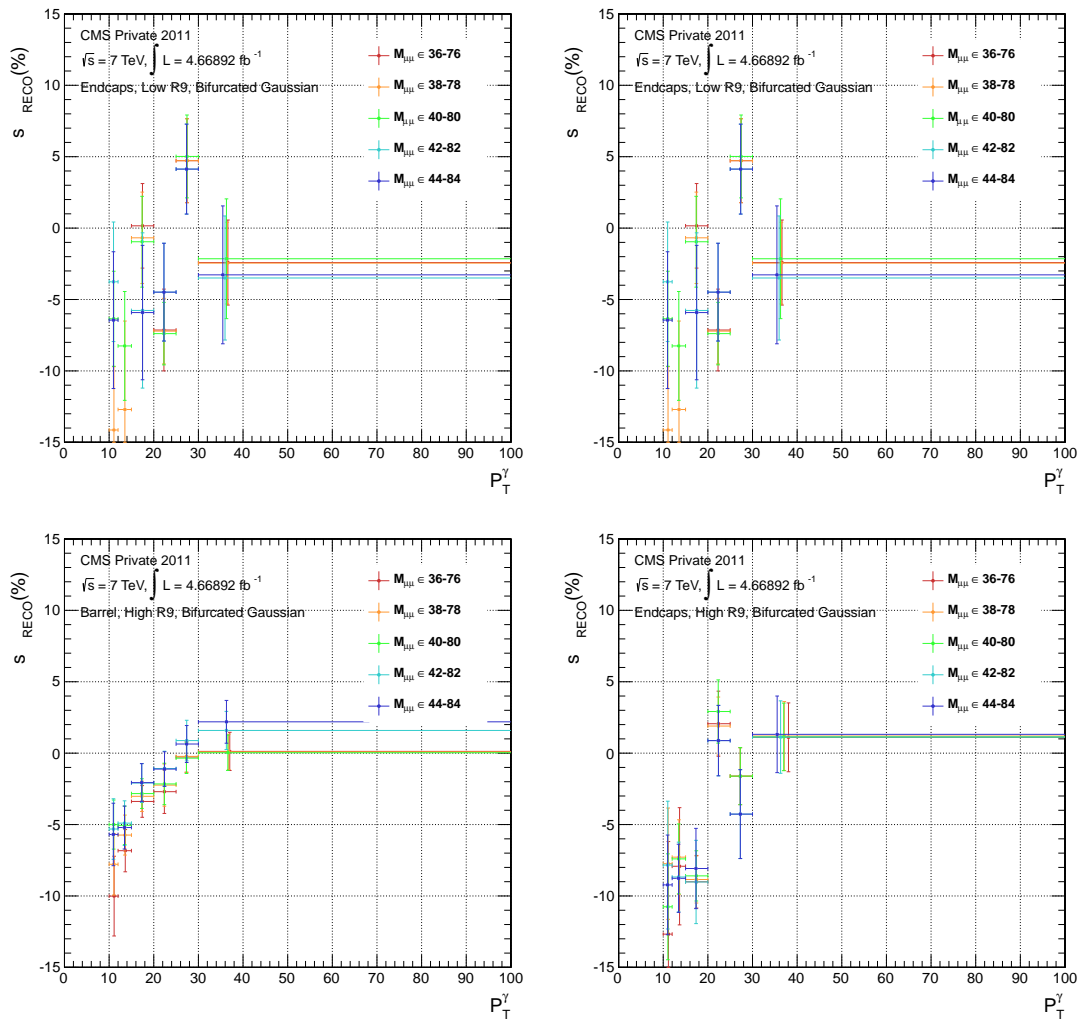 s RECO(%)
CMS Private 2011
√s = 7 TeV, ∫ L = 4.66892 fb⁻¹
Endcaps, Low R9, Bifurcated Gaussian
M_μμ ∈ 36-76
M_μμ ∈ 38-78
M_μμ ∈ 40-80
M_μμ ∈ 42-82
M_μμ ∈ 44-84
15
10
5
0
-5
-10
-15
0 10 20 30 40 50 60 70 80 90 100
P_T^γ
s RECO(%)
CMS Private 2011
√s = 7 TeV, ∫ L = 4.66892 fb⁻¹
Endcaps, Low R9, Bifurcated Gaussian
M_μμ ∈ 36-76
M_μμ ∈ 38-78
M_μμ ∈ 40-80
M_μμ ∈ 42-82
M_μμ ∈ 44-84
15
10
5
0
-5
-10
-15
0 10 20 30 40 50 60 70 80 90 100
P_T^γ
s RECO(%)
CMS Private 2011
√s = 7 TeV, ∫ L = 4.66892 fb⁻¹
Barrel, High R9, Bifurcated Gaussian
M_μμ ∈ 36-76
M_μμ ∈ 38-78
M_μμ ∈ 40-80
M_μμ ∈ 42-82
M_μμ ∈ 44-84
15
10
5
0
-5
-10
-15
0 10 20 30 40 50 60 70 80 90 100
P_T^γ
s RECO(%)
CMS Private 2011
√s = 7 TeV, ∫ L = 4.66892 fb⁻¹
Endcaps, High R9, Bifurcated Gaussian
M_μμ ∈ 36-76
M_μμ ∈ 38-78
M_μμ ∈ 40-80
M_μμ ∈ 42-82
M_μμ ∈ 44-84
15
10
5
0
-5
-10
-15
0 10 20 30 40 50 60 70 80 90 100
P_T^γ